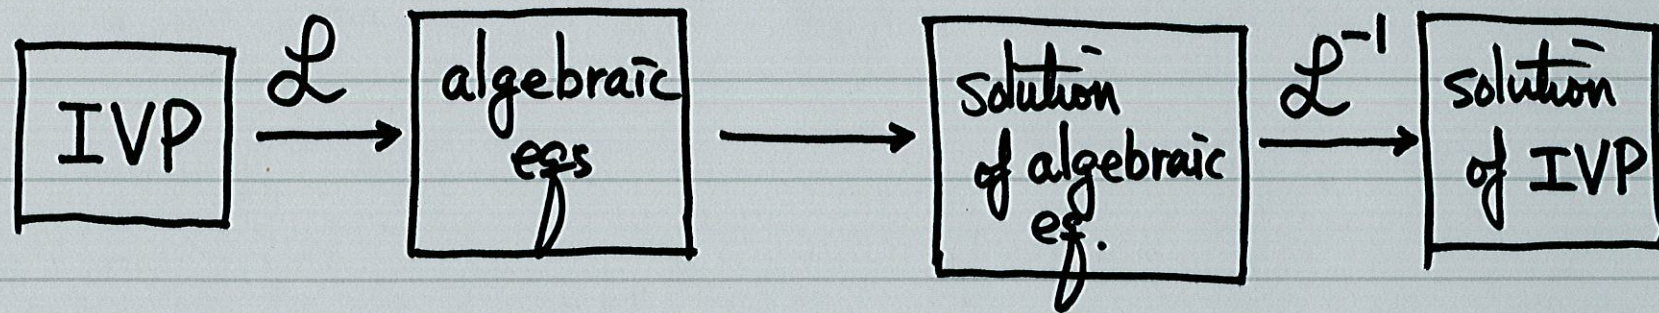 IVP
ℒ
algebraic
eqs
solution
of algebraic
eq.
ℒ⁻¹
solution
of IVP